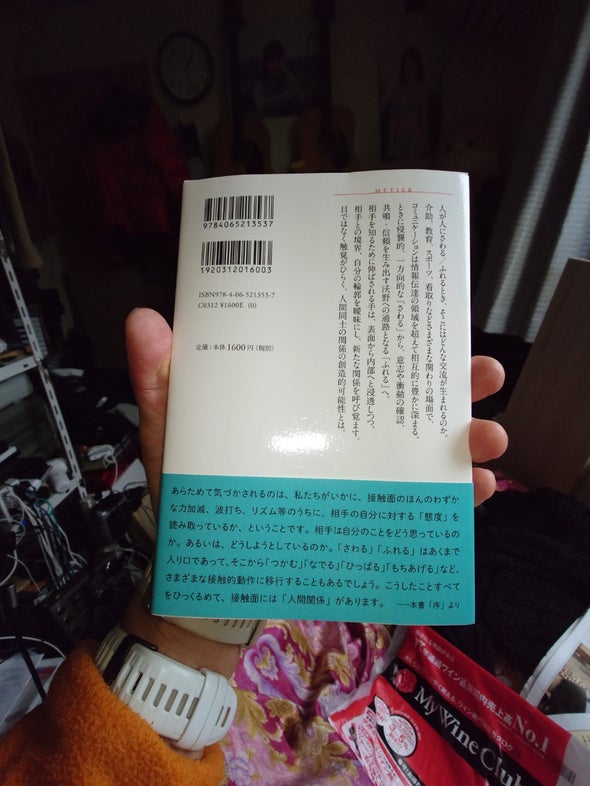 MÉTIER
人が人にさわる/ふれるとき、そこにはどんな交流が生まれるのか。
介助、教育、スポーツ、看取りなどさまざまな関わりの場面で、
コミュニケーションは情報伝達の領域を超えて相互的に豊かに深まる。
ときに侵襲的、一方向的な「さわる」から、意志や衝動の確認、
共鳴・信頼を生み出す沃野への通路となる「ふれる」へ。
相手を知るために伸ばされる手は、表面から内部へと浸透しつつ、
相手との境界、自分の輪郭を曖昧にし、新たな関係を呼び覚ます。
目ではなく触覚がひらく、人間同士の関係の創造的可能性とは。
9784065213537
1920312016003
ISBN978-4-06-521353-7
C0312 ¥1600E (0)
定価:本体1600円(税別)
あらためて気づかされるのは、私たちがいかに、接触面のほんのわずか
な力加減、波打ち、リズム等のうちに、相手の自分に対する「態度」を
読み取っているか、ということです。相手は自分のことをどう思っているの
か。あるいは、どうしようとしているのか。「さわる」「ふれる」はあくまで
入り口であって、そこから「つかむ」「なでる」「ひっぱる」「もちあげる」など、
さまざまな接触的動作に移行することもあるでしょう。こうしたことすべて
をひっくるめて、接触面には「人間関係」があります。 ——本書「序」より
ワイン通販国内売上高No.1
My Wine Club